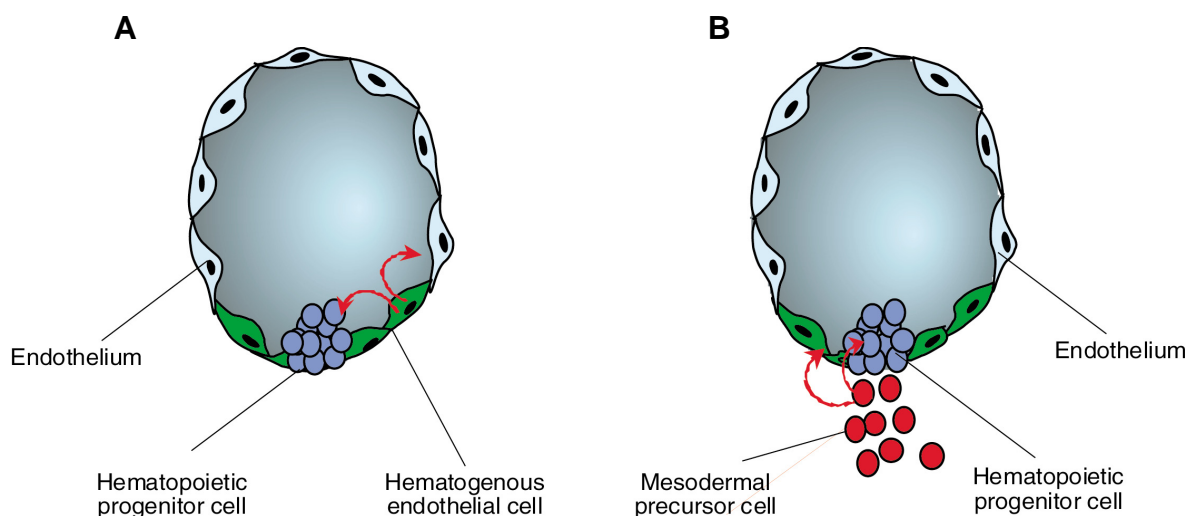 A
B
Endothelium
Endothelium
Hematopoietic
progenitor cell
Hematogenous
endothelial cell
Mesodermal
precursor cell
Hematopoietic
progenitor cell